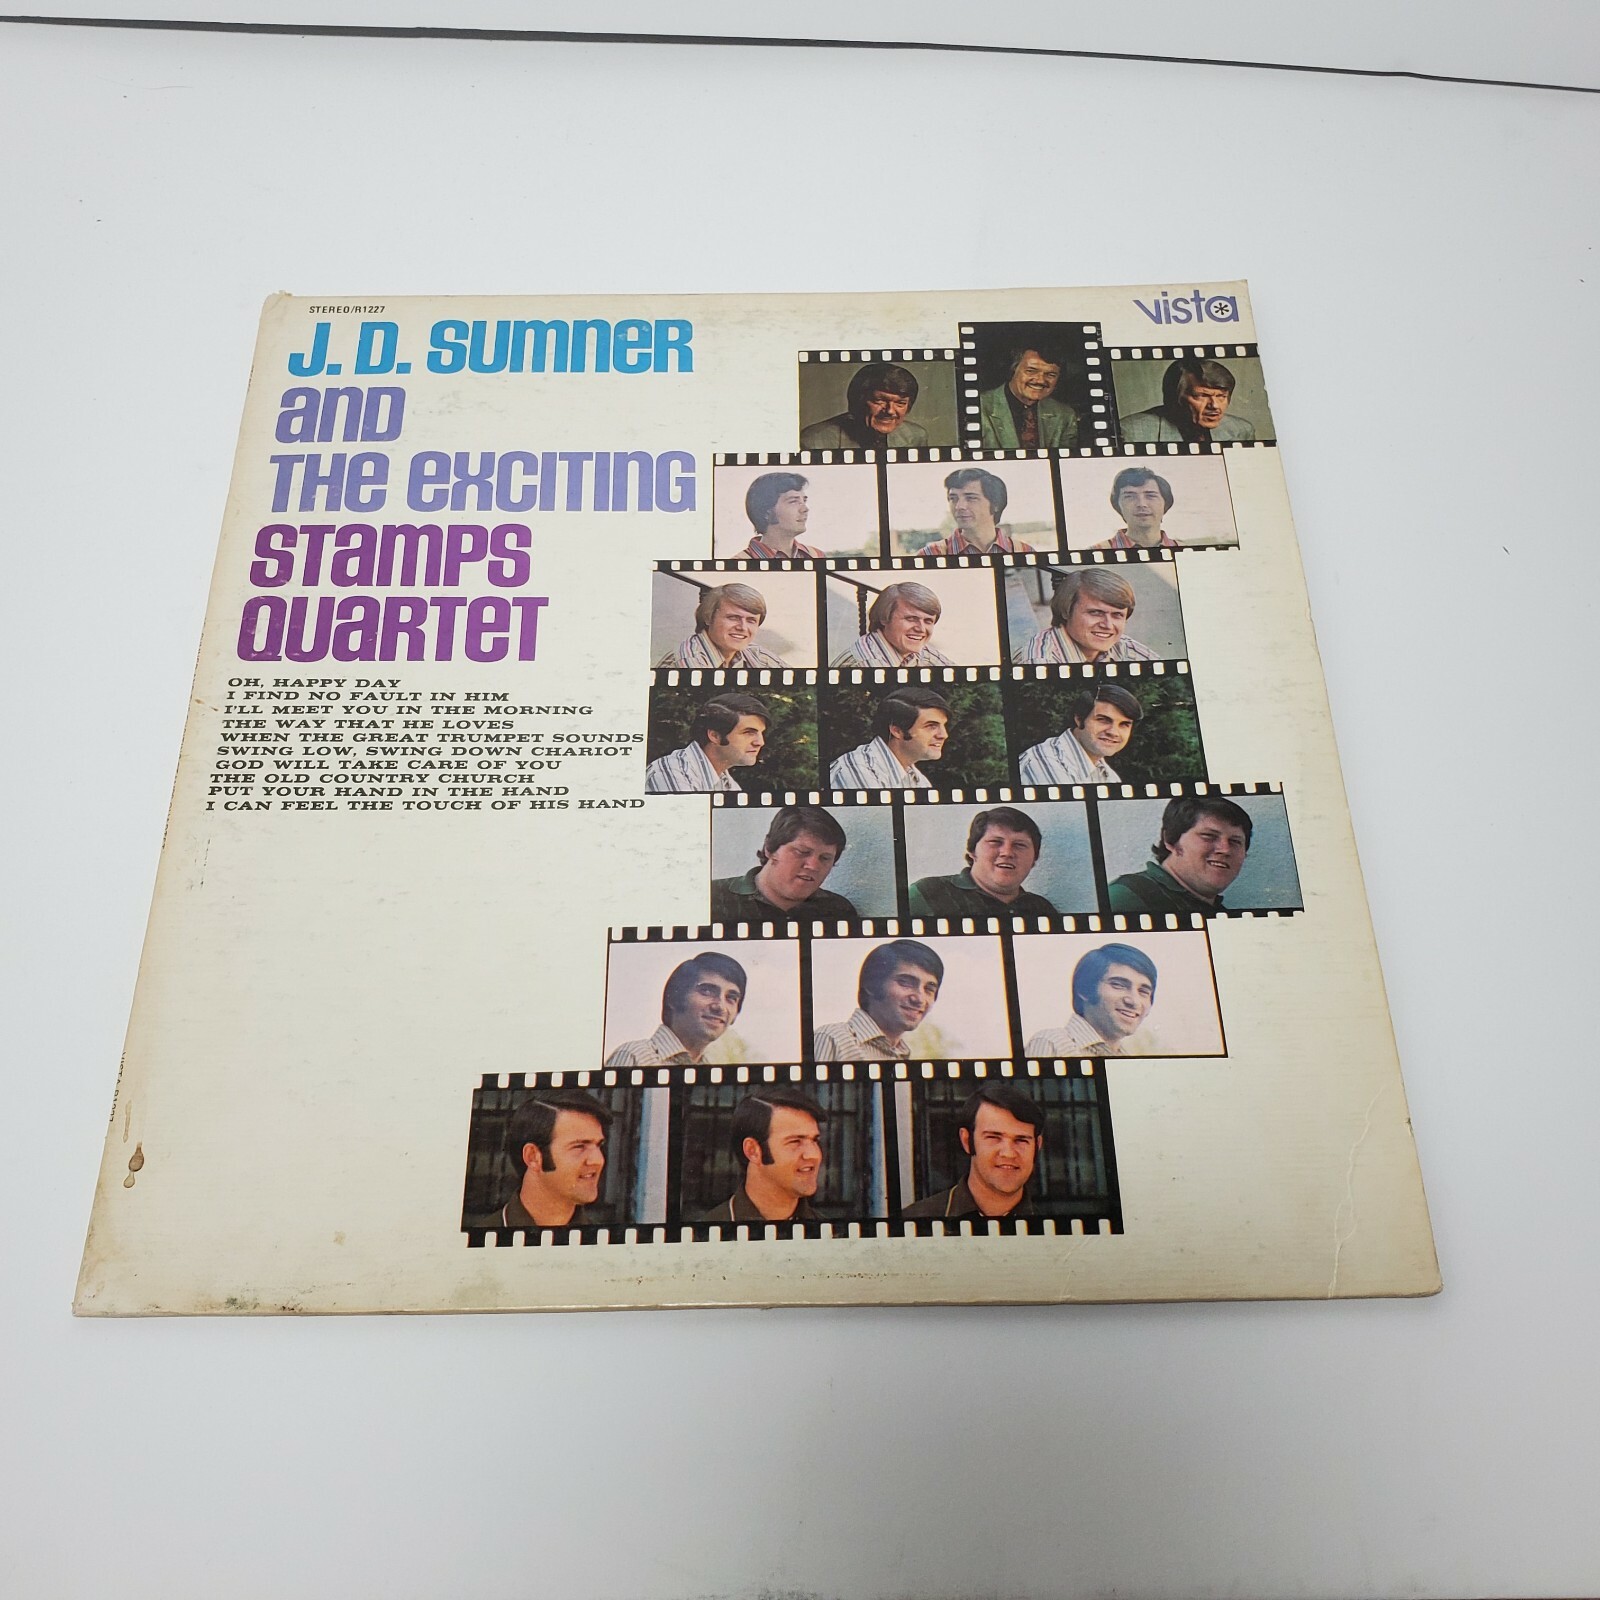 STEREO/R1227
vista
J.D. SUMNER
AND
THE EXCITING
STAMPS
QUARTET
OH, HAPPY DAY
I FIND NO FAULT IN HIM
I'LL MEET YOU IN THE MORNING
THE WAY THAT HE LOVES
WHEN THE GREAT TRUMPET SOUNDS
SWING LOW, SWING DOWN CHARIOT
GOD WILL TAKE CARE OF YOU
THE OLD COUNTRY CHURCH
PUT YOUR HAND IN THE HAND
I CAN FEEL THE TOUCH OF HIS HAND